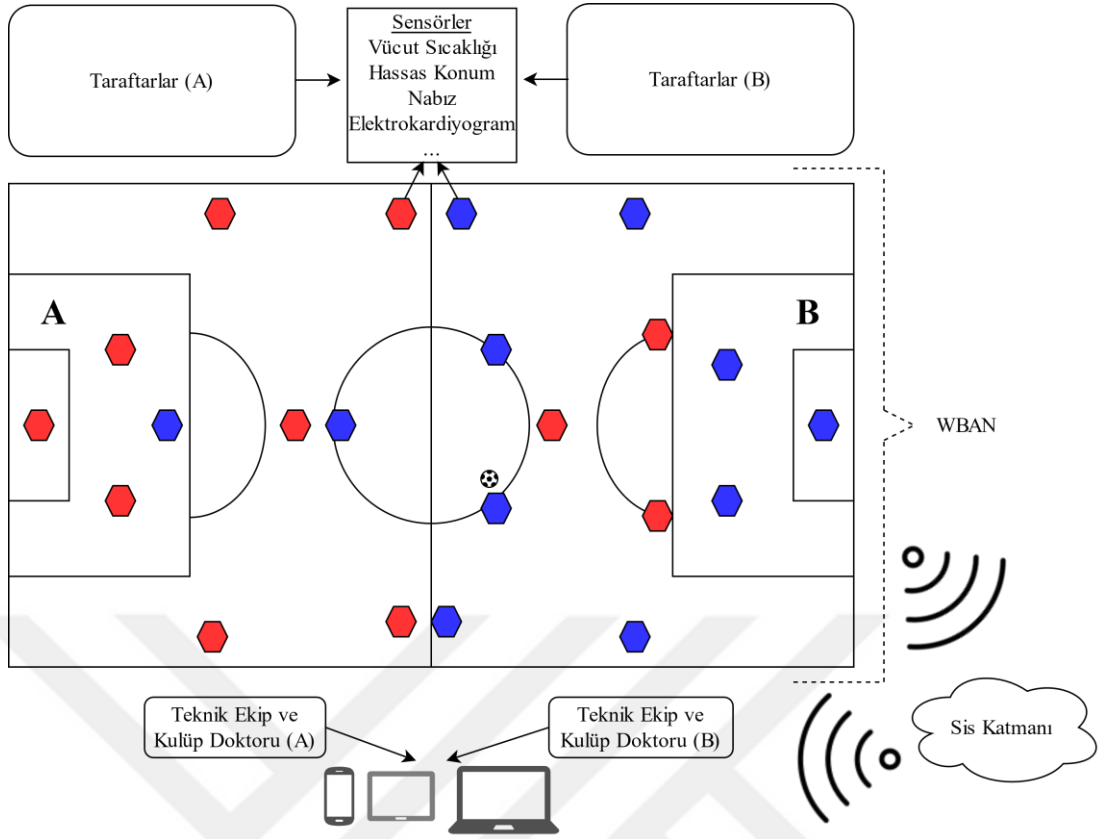 Taraftarlar (A)
Sensörler
Vücut Sıcaklığı
Hassas Konum
Nabız
Elektrokardiyogram
...
Taraftarlar (B)
A
B
WBAN
Teknik Ekip ve
Kulüp Doktoru (A)
Teknik Ekip ve
Kulüp Doktoru (B)
Sis Katmanı